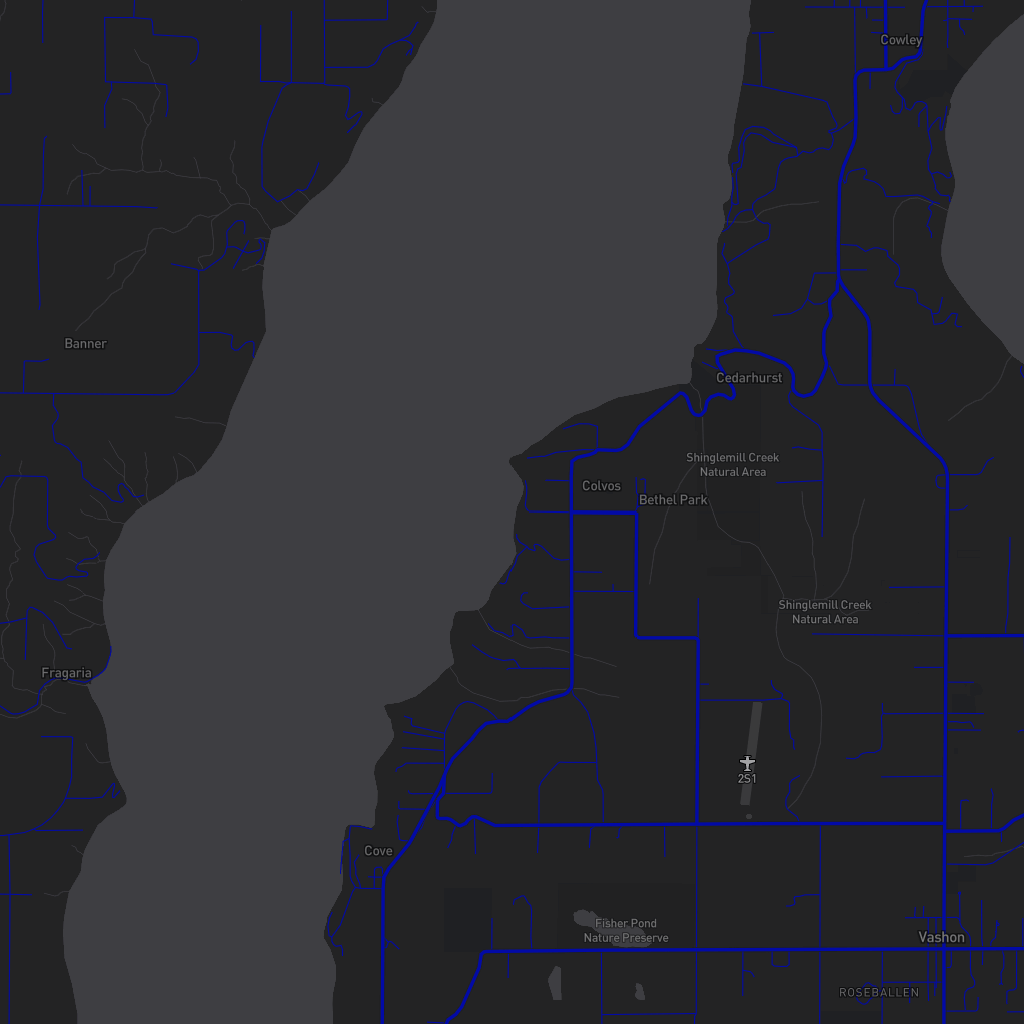 Cowley
Banner
Cedarhurst
Shinglemill Creek
Natural Area
Colvos
Bethel Park
Shinglemill Creek
Natural Area
Fragaria
2S1
Cove
Fisher Pond
Nature Preserve
Vashon
ROSEBALLEN